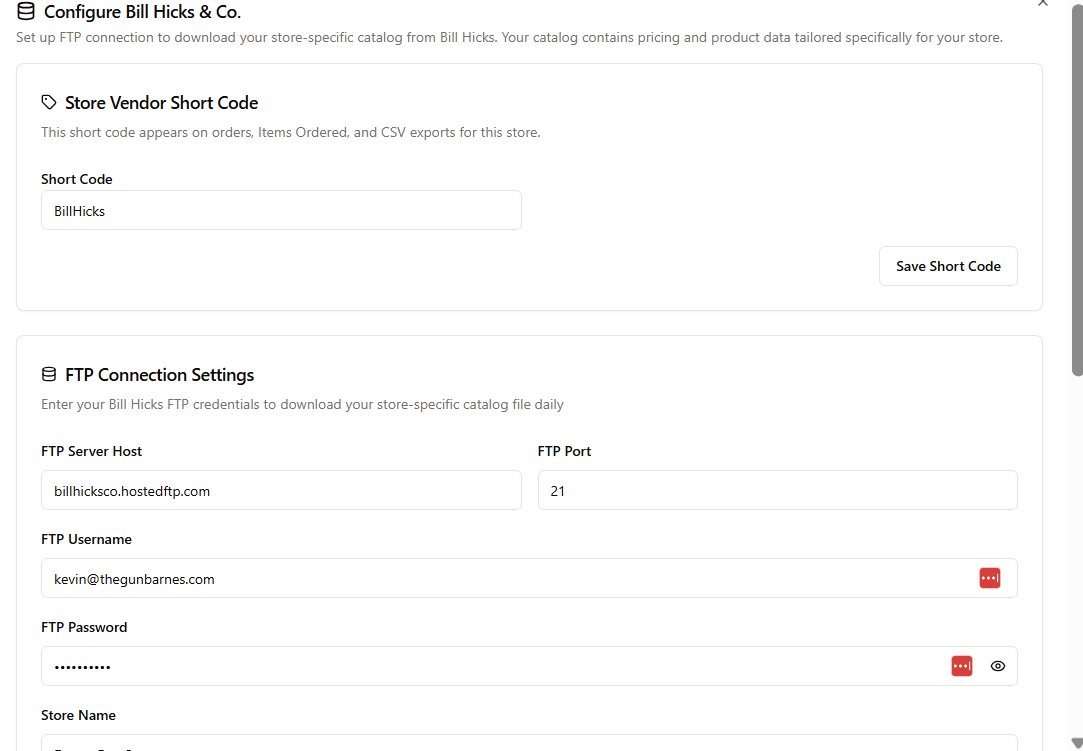 Configure Bill Hicks & Co.
Set up FTP connection to download your store-specific catalog from Bill Hicks. Your catalog contains pricing and product data tailored specifically for your store.
Store Vendor Short Code
This short code appears on orders, Items Ordered, and CSV exports for this store.
Short Code
BillHicks
Save Short Code
FTP Connection Settings
Enter your Bill Hicks FTP credentials to download your store-specific catalog file daily
FTP Server Host
FTP Port
billhicksco.hostedftp.com
21
FTP Username
kevin@thegunbarnes.com
FTP Password
••••••••••
Store Name